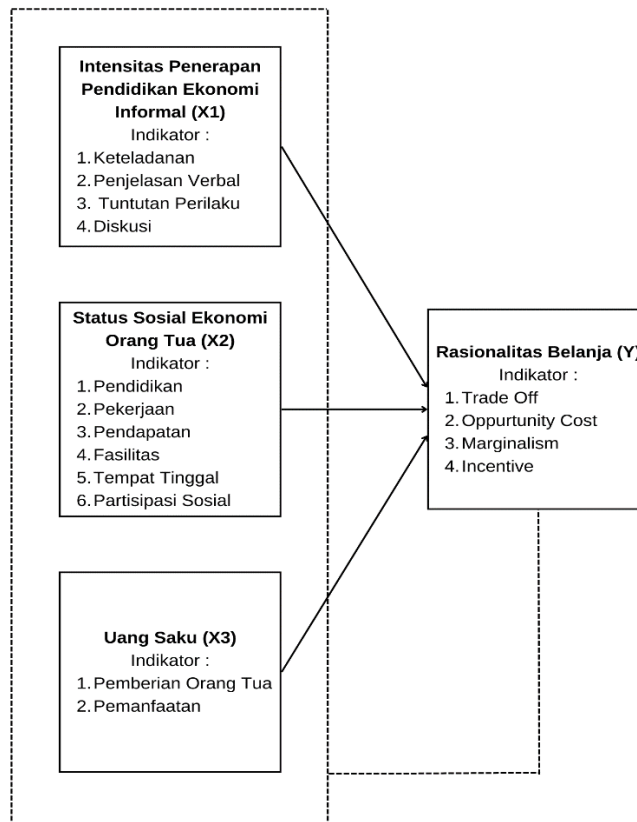 Intensitas Penerapan
Pendidikan Ekonomi
Informal (X1)
Indikator :
1. Keteladanan
2. Penjelasan Verbal
3. Tuntutan Perilaku
4. Diskusi
Status Sosial Ekonomi
Orang Tua (X2)
Indikator :
1. Pendidikan
2. Pekerjaan
3. Pendapatan
4. Fasilitas
5. Tempat Tinggal
6. Partisipasi Sosial
Uang Saku (X3)
Indikator :
1. Pemberian Orang Tua
2. Pemanfaatan
Rasionalitas Belanja (Y)
Indikator :
1. Trade Off
2. Oppurtunity Cost
3. Marginalism
4. Incentive